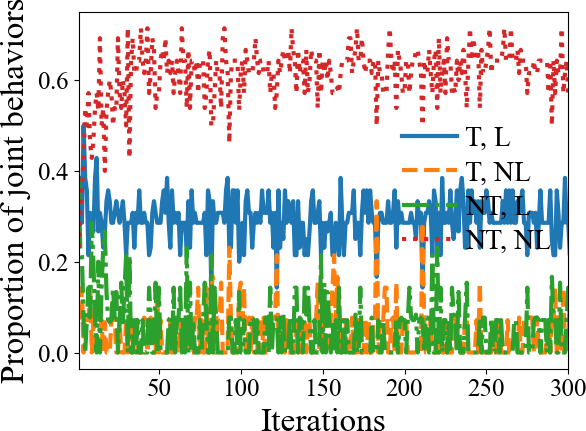 Proportion of joint behaviors
0.6
0.4
0.2
0.0
T, L
T, NL
NT, L
NT, NL
50
100
150
200
250
300
Iterations